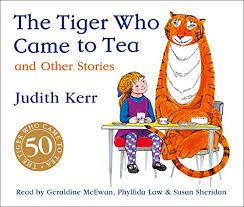 The Tiger Who
Came to Tea
and Other Stories
Judith Kerr
THE TIGER WHO CAME TO TEA
50
Read by Geraldine McEwan, Phyllida Law & Susan Sheridan